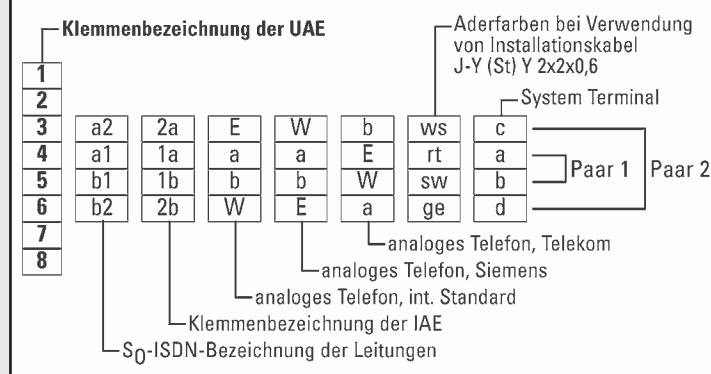 Klemmenbezeichnung der UAE
Aderfarben bei Verwendung
von Installationskabel
J-Y (St) Y 2x2x0,6
System Terminal
1
2
3 a2 2a E W b ws c
4 a1 1a a a E rt a
5 b1 1b b b W sw b
6 b2 2b W E a ge d
7
8
Paar 1 Paar 2
analoges Telefon, Telekom
analoges Telefon, Siemens
analoges Telefon, int. Standard
Klemmenbezeichnung der IAE
S0-ISDN-Bezeichnung der Leitungen